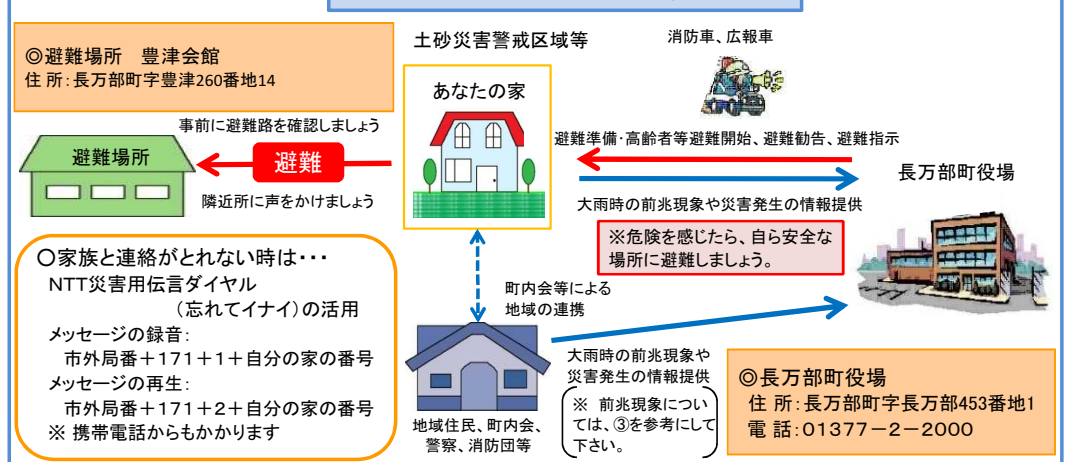 ◎避難場所 豊津会館
住 所:長万部町字豊津260番地14
土砂災害警戒区域等
消防車、広報車
あなたの家
事前に避難路を確認しましょう
避難場所
避難
隣近所に声をかけましょう
避難準備・高齢者等避難開始、避難勧告、避難指示
長万部町役場
大雨時の前兆現象や災害発生の情報提供
※危険を感じたら、自ら安全な
場所に避難しましょう。
〇家族と連絡がとれない時は・・・
NTT災害用伝言ダイヤル
(忘れてイナイ)の活用
メッセージの録音:
市外局番+171+1+自分の家の番号
メッセージの再生:
市外局番+171+2+自分の家の番号
※ 携帯電話からもかかります
町内会等による
地域の連携
地域住民、町内会、
警察、消防団等
大雨時の前兆現象や
災害発生の情報提供
※ 前兆現象につい
ては、③を参考にして
下さい。
◎長万部町役場
住 所:長万部町字長万部453番地1
電 話:01377-2-2000